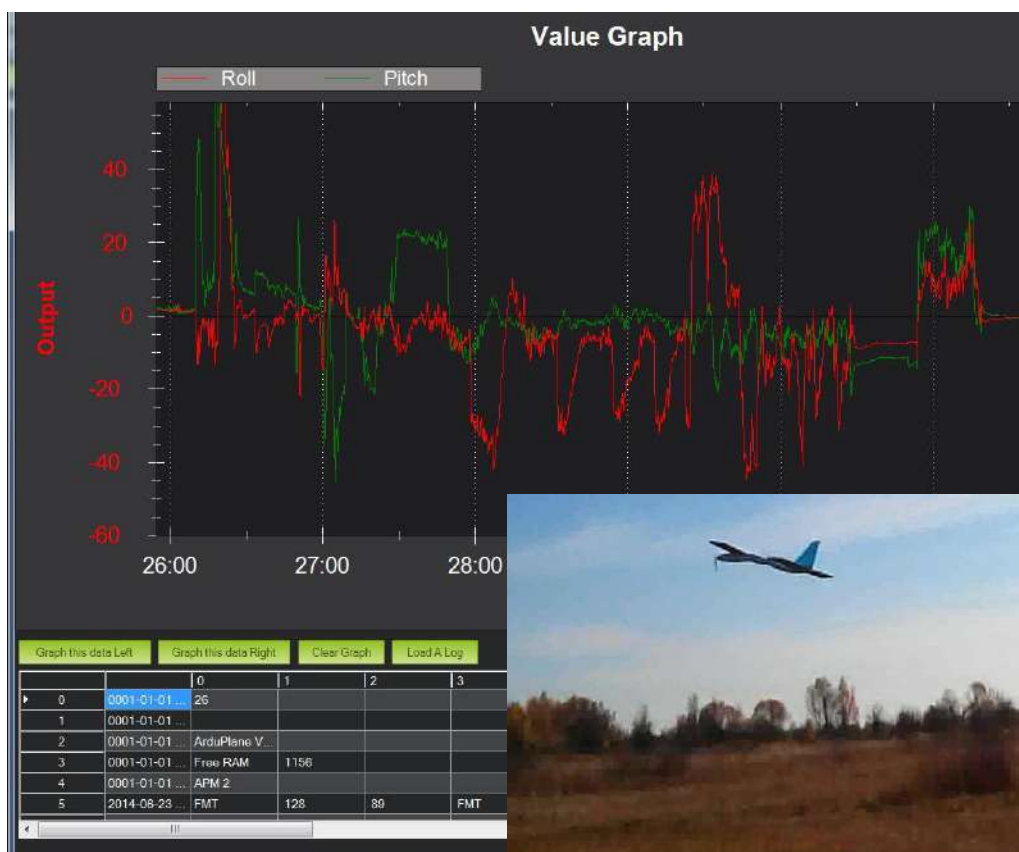 Value Graph
Roll Pitch
40
20
0
-20
-40
-60
Output
26:00 27:00 28:00
Graph this data Left Graph this data Right Clear Graph Load A Log
0 1 2 3
0 0001-01-01 ... 26
1 0001-01-01 ...
2 0001-01-01 ... ArduPlane V...
3 0001-01-01 ... Free RAM 1156
4 0001-01-01 ... APM 2
5 2014-06-23 ... FMT 128 89 FMT